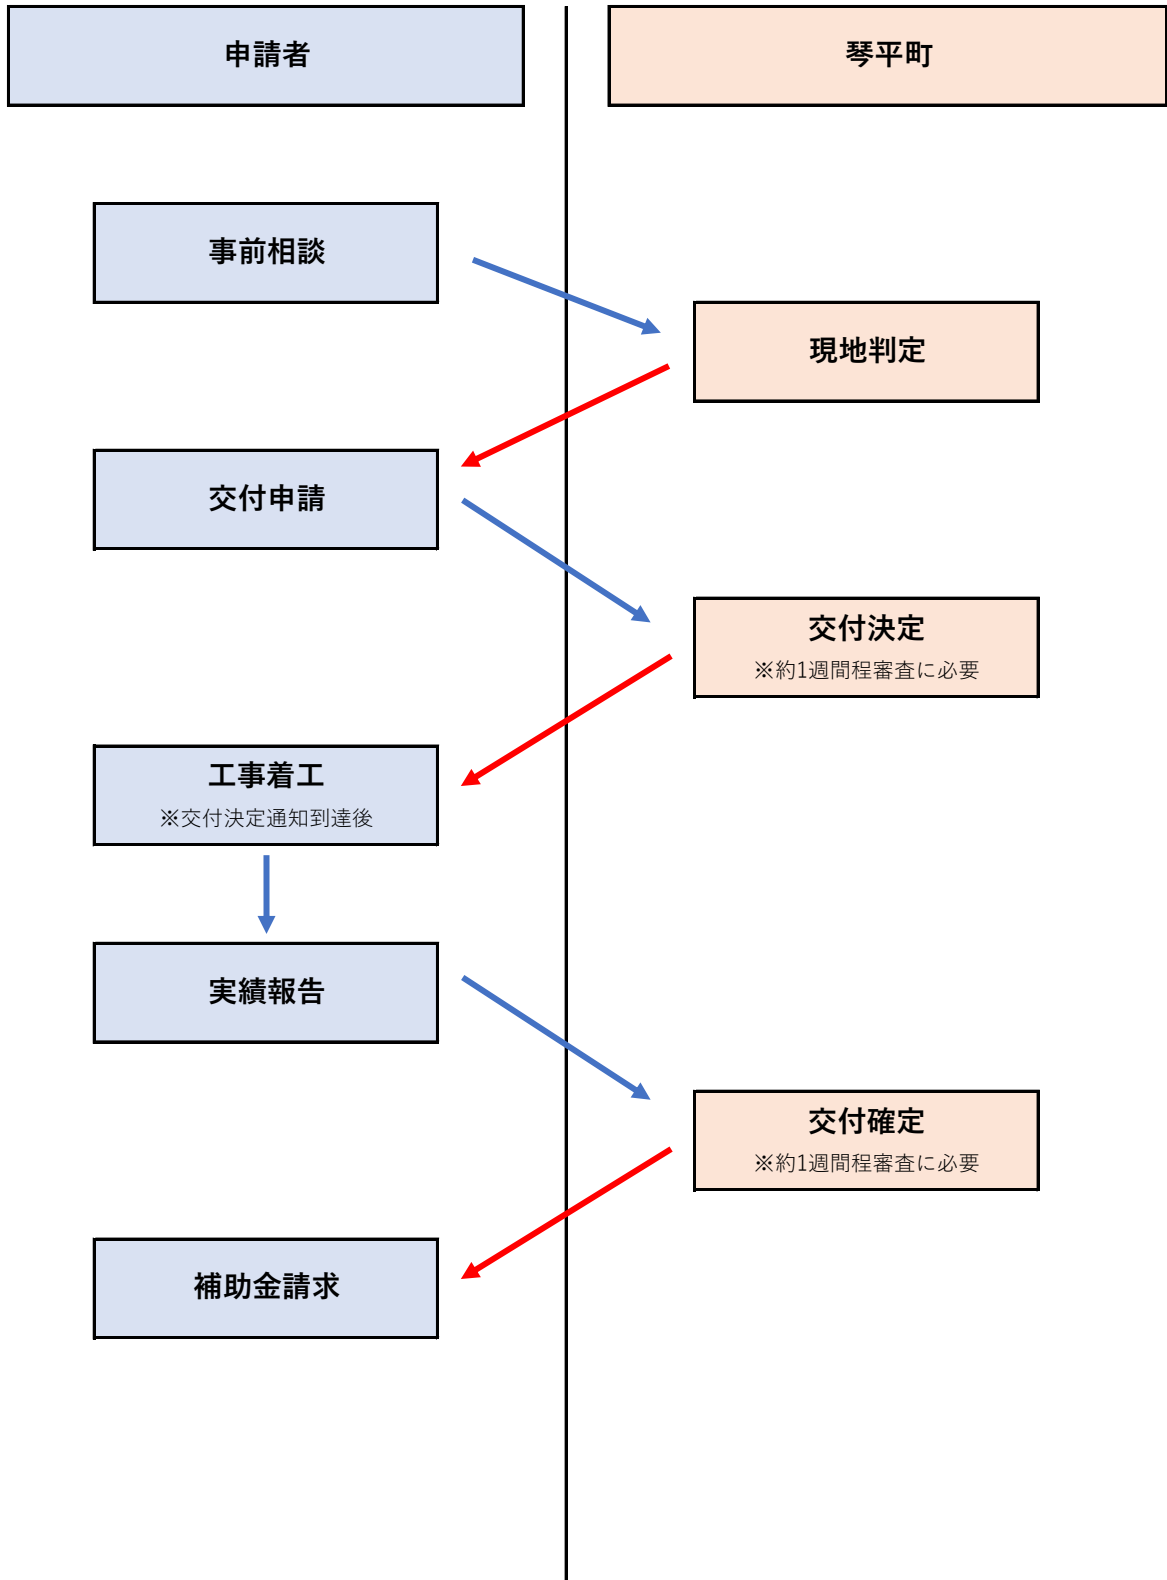 申請者
琴平町
事前相談
現地判定
交付申請
交付決定
※約1週間程審査に必要
工事着工
※交付決定通知到達後
実績報告
交付確定
※約1週間程審査に必要
補助金請求